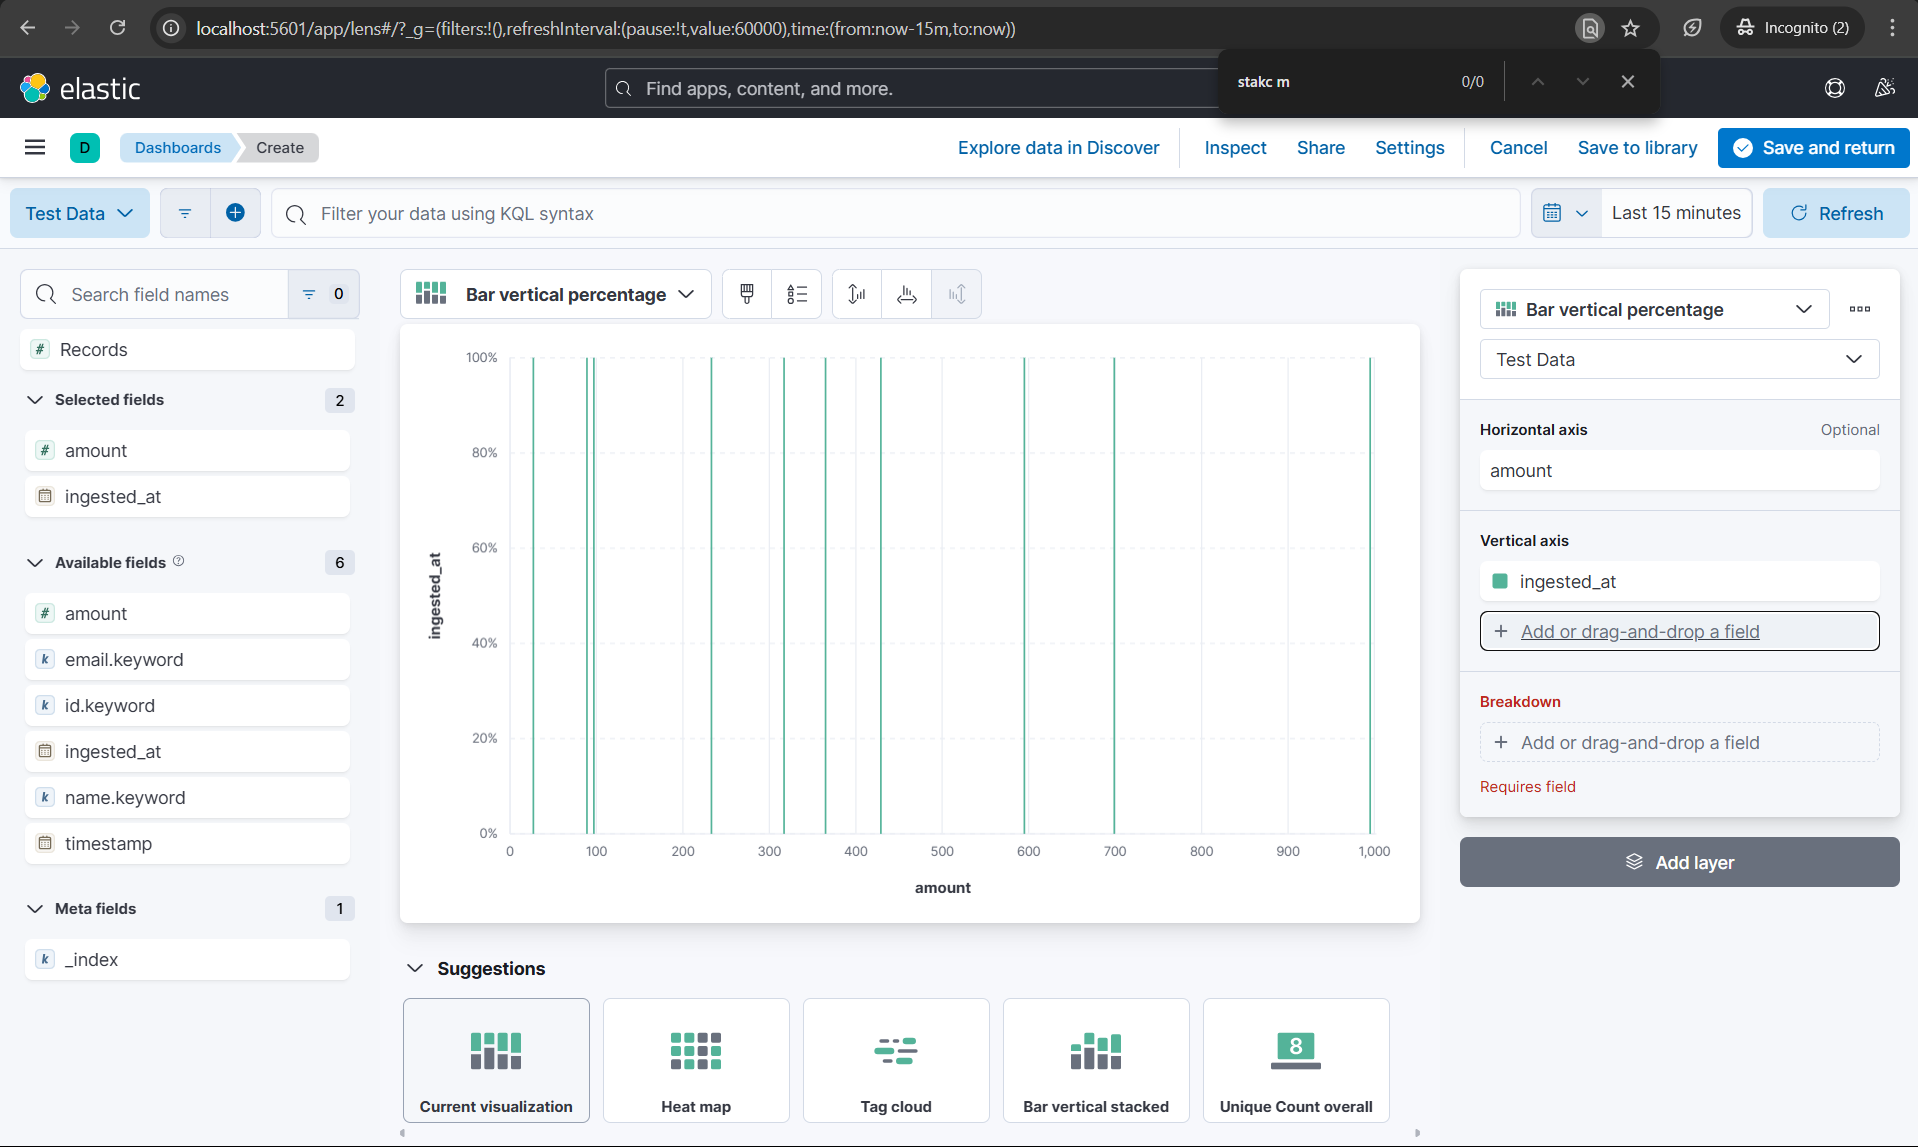 localhost:5601/app/lens#/?_g=(filters:!(),refreshInterval:(pause:!t,value:60000),time:(from:now-15m,to:now))
Incognito (2)
stakc m
0/0
elastic
Find apps, content, and more.
D
Dashboards
Create
Explore data in Discover
Inspect
Share
Settings
Cancel
Save to library
Save and return
Test Data
Filter your data using KQL syntax
Last 15 minutes
Refresh
Search field names
0
# Records
Selected fields
2
# amount
ingested_at
Available fields
6
# amount
k email.keyword
k id.keyword
ingested_at
k name.keyword
timestamp
Meta fields
1
k _index
Bar vertical percentage
100%
80%
60%
40%
20%
0%
ingested_at
0 100 200 300 400 500 600 700 800 900 1,000
amount
Suggestions
Current visualization
Heat map
Tag cloud
Bar vertical stacked
8
Unique Count overall
Bar vertical percentage
Test Data
Horizontal axis
Optional
amount
Vertical axis
ingested_at
+ Add or drag-and-drop a field
Breakdown
+ Add or drag-and-drop a field
Requires field
Add layer